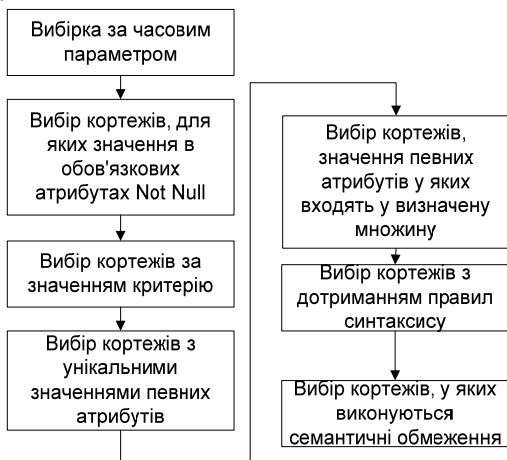 Вибірка за часовим
параметром
Вибір кортежів, для
яких значення в
обов'язкових
атрибутах Not Null
Вибір кортежів за
значенням критерію
Вибір кортежів з
унікальними
значеннями певних
атрибутів
Вибір кортежів,
значення певних
атрибутів у яких
входять у визначену
множину
Вибір кортежів з
дотриманням правил
синтаксису
Вибір кортежів, у яких
виконуються
семантичні обмеження